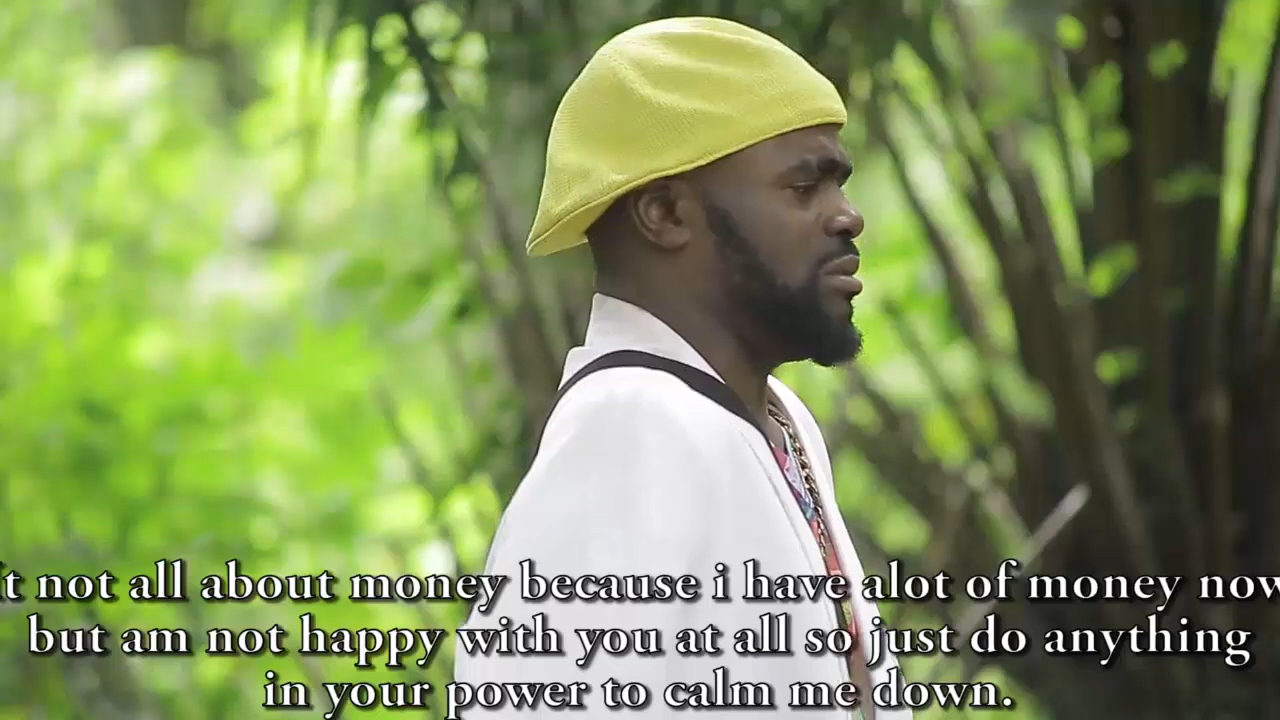 t not all about money because i have alot of money now
but am not happy with you at all so just do anything
in your power to calm me down.